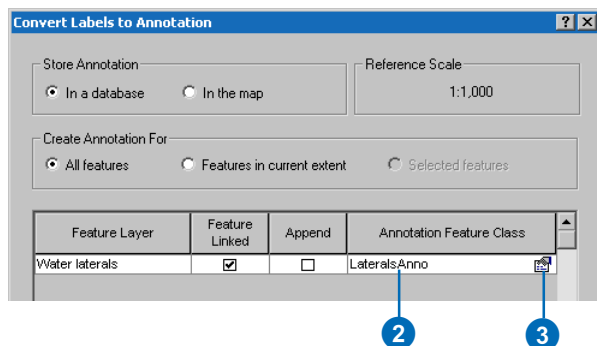 Convert Labels to Annotation
Store Annotation
In a database
In the map
Reference Scale
1:1,000
Create Annotation For
All features
Features in current extent
Selected features
Feature Layer
Feature Linked
Append
Annotation Feature Class
Water laterals
LateralsAnno
2
3